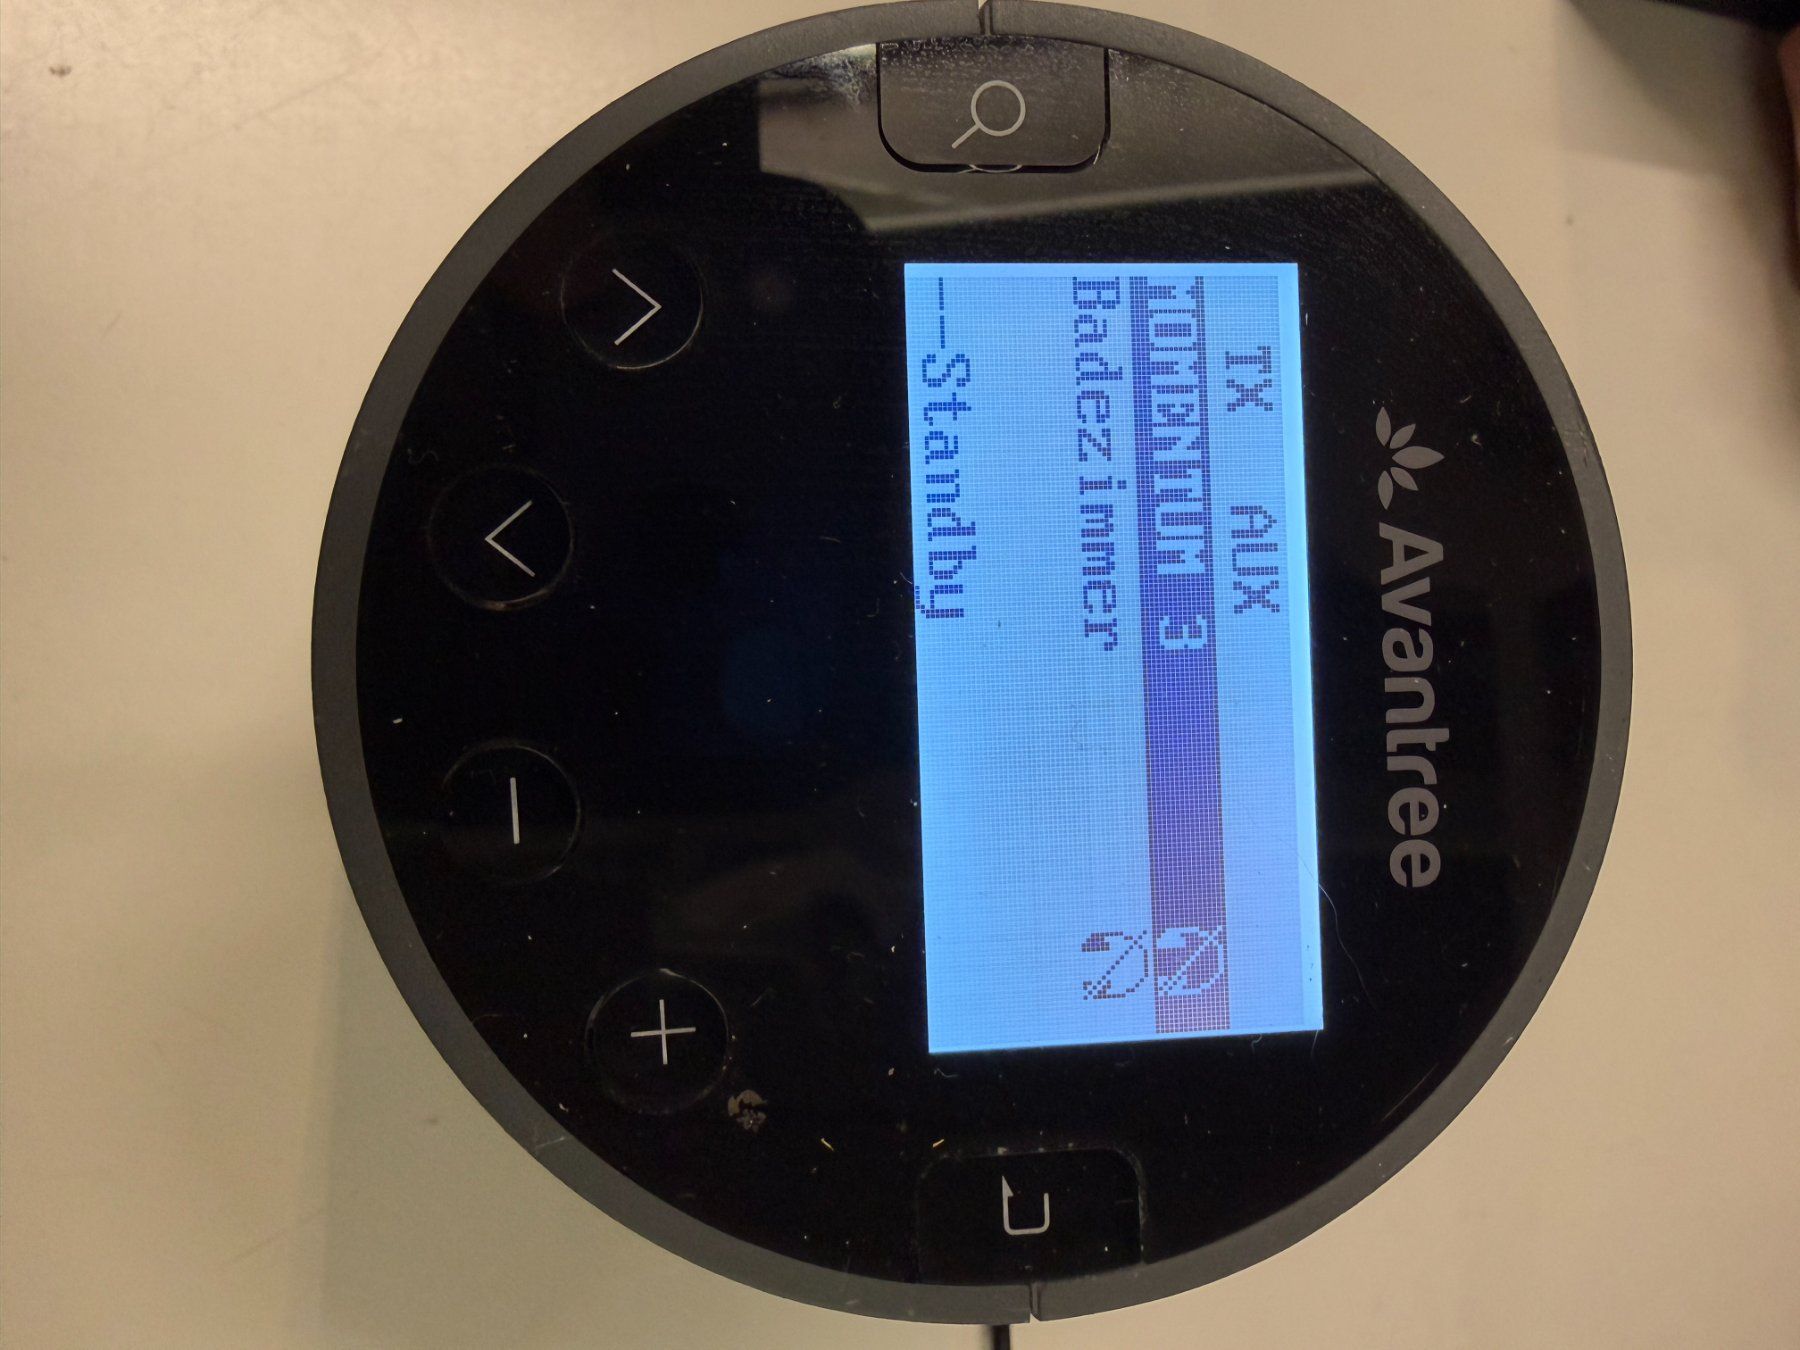 Avantree
TX AUX
MOMENTUM 3
Badezimmer
--Standby